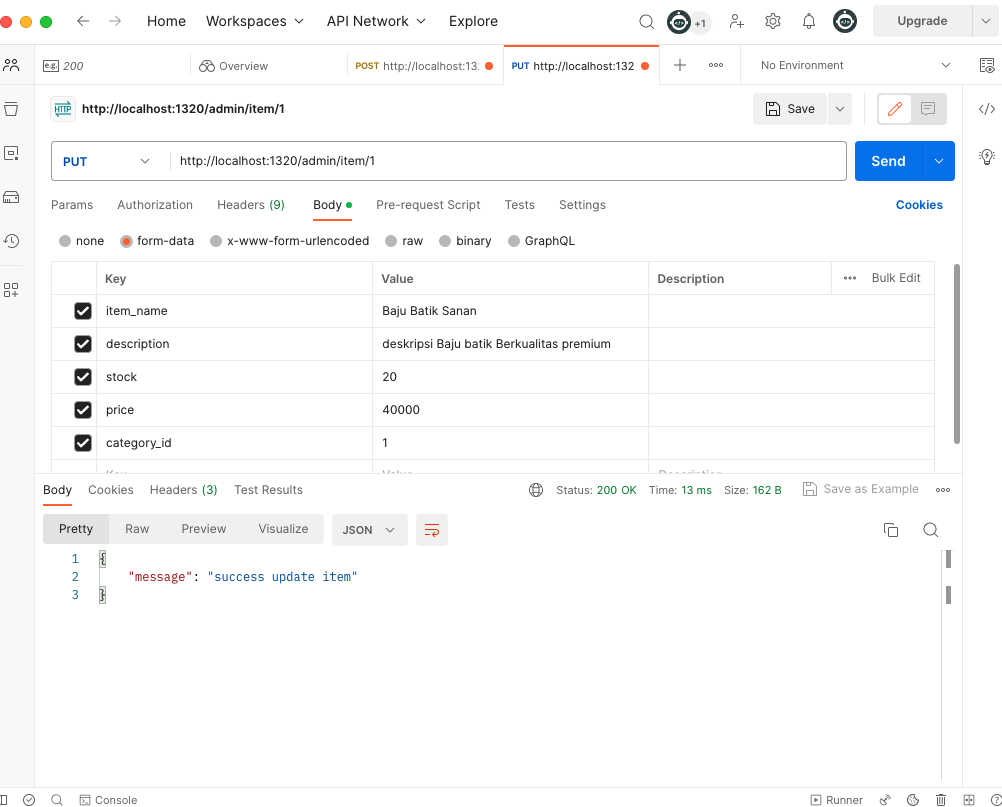 Home Workspaces API Network Explore +1 Upgrade
e.g. 200 Overview POST http://localhost:13 PUT http://localhost:132 No Environment
HTTP http://localhost:1320/admin/item/1 Save
PUT http://localhost:1320/admin/item/1 Send
Params Authorization Headers (9) Body Pre-request Script Tests Settings Cookies
none form-data x-www-form-urlencoded raw binary GraphQL
Key Value Description Bulk Edit
item_name Baju Batik Sanan
description deskripsi Baju batik Berkualitas premium
stock 20
price 40000
category_id 1
Key Value Description
Body Cookies Headers (3) Test Results Status: 200 OK Time: 13 ms Size: 162 B Save as Example
Pretty Raw Preview Visualize JSON
1 {
2 "message": "success update item"
3 }
Console Runner